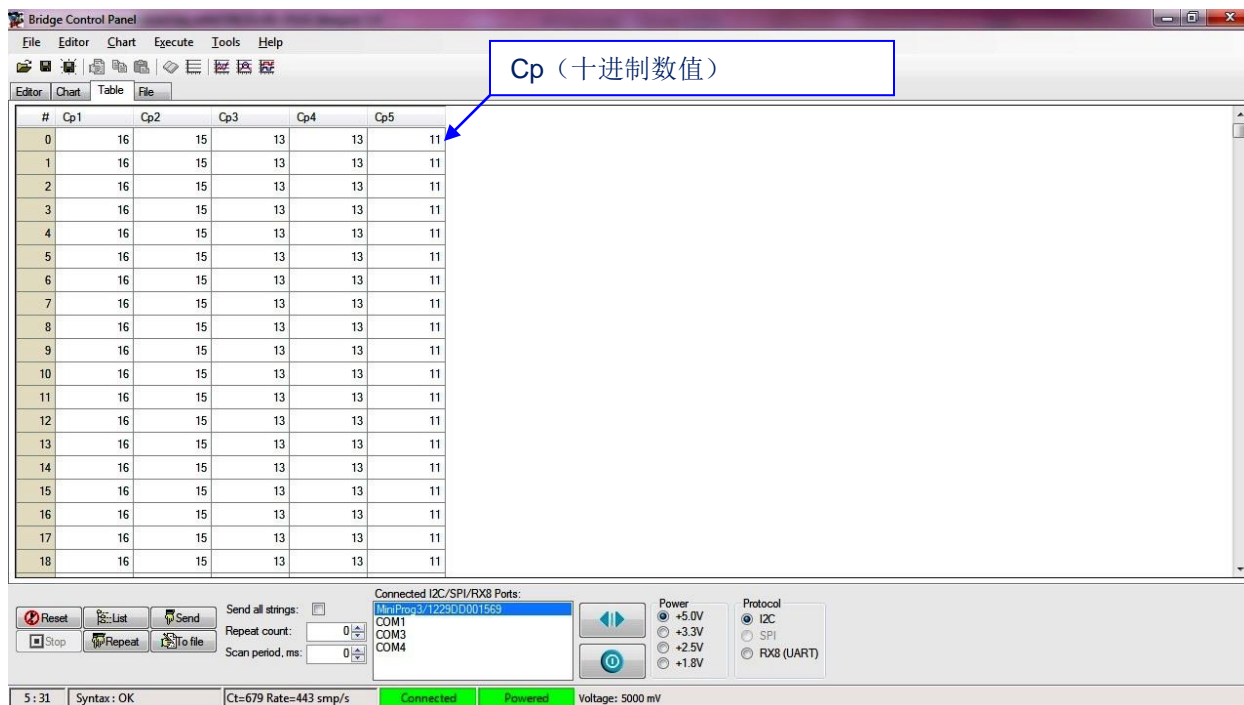 Bridge Control Panel
File Editor Chart Execute Tools Help
Cp（十进制数值）
Editor Chart Table File
# Cp1 Cp2 Cp3 Cp4 Cp5
0 16 15 13 13 11
1 16 15 13 13 11
2 16 15 13 13 11
3 16 15 13 13 11
4 16 15 13 13 11
5 16 15 13 13 11
6 16 15 13 13 11
7 16 15 13 13 11
8 16 15 13 13 11
9 16 15 13 13 11
10 16 15 13 13 11
11 16 15 13 13 11
12 16 15 13 13 11
13 16 15 13 13 11
14 16 15 13 13 11
15 16 15 13 13 11
16 16 15 13 13 11
17 16 15 13 13 11
18 16 15 13 13 11
Reset List Send
Stop Repeat To file
Send all strings:
Repeat count: 0
Scan period, ms: 0
Connected I2C/SPI/RX8 Ports:
MiniProg3/1229DD001569
COM1
COM3
COM4
Power
+5.0V
+3.3V
+2.5V
+1.8V
Protocol
I2C
SPI
RX8 (UART)
5:31 Syntax: OK Ct=679 Rate=443 smp/s Connected Powered Voltage: 5000 mV